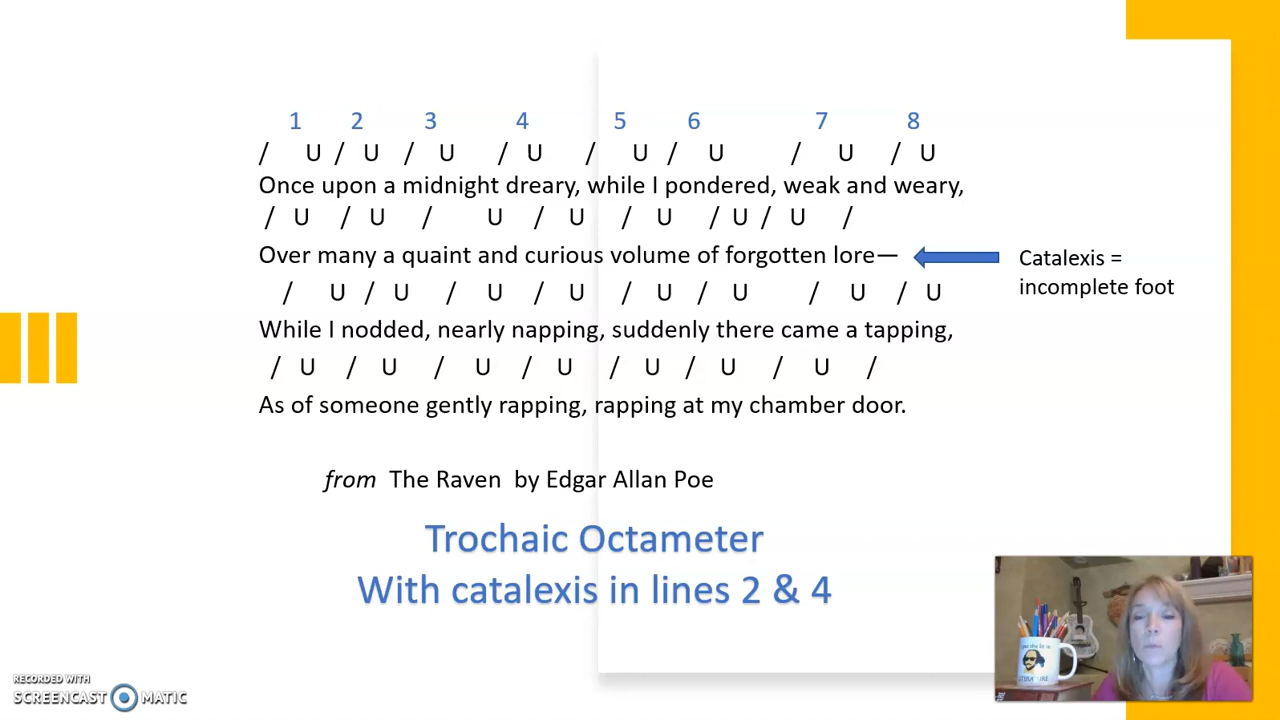 1 2 3 4 5 6 7 8
/ U / U / U / U / U / U / U / U
Once upon a midnight dreary, while I pondered, weak and weary,
/ U / U / U / U / U / U / U /
Over many a quaint and curious volume of forgotten lore—
Catalexis =
incomplete foot
/ U / U / U / U / U / U / U / U
While I nodded, nearly napping, suddenly there came a tapping,
/ U / U / U / U / U / U / U /
As of someone gently rapping, rapping at my chamber door.
from The Raven by Edgar Allan Poe
Trochaic Octameter
With catalexis in lines 2 & 4
RECORDED WITH
SCREENCAST MATIC